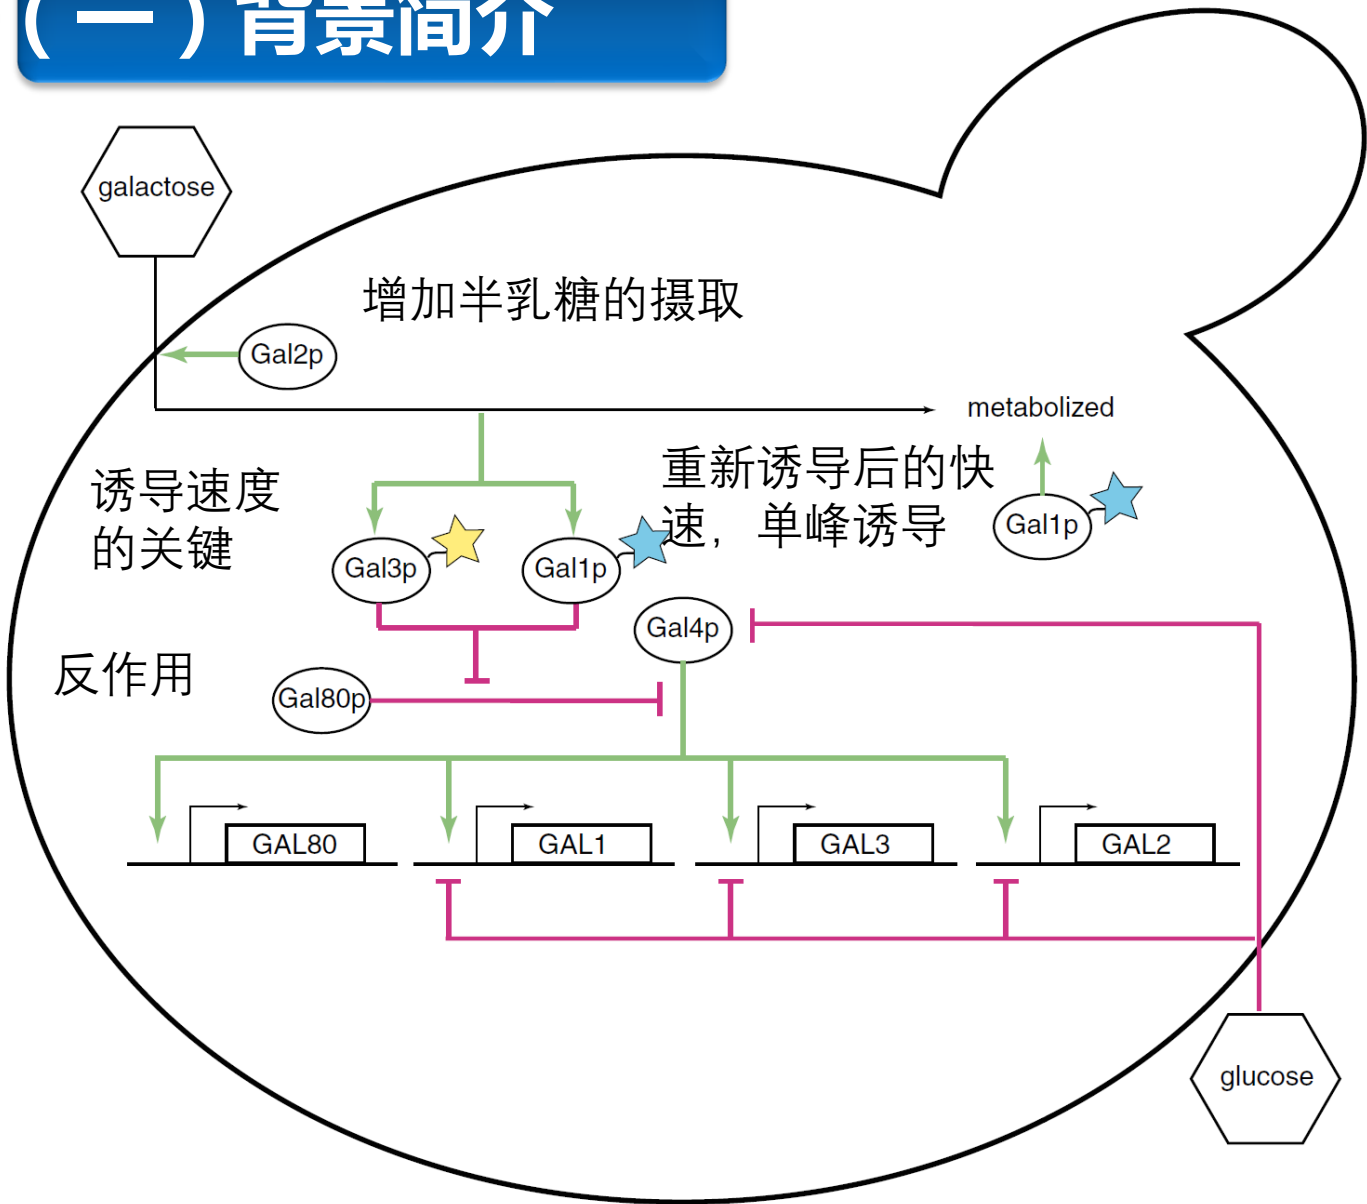 （一）背景简介
galactose
增加半乳糖的摄取
Gal2p
metabolized
诱导速度
的关键
重新诱导后的快
速，单峰诱导
Gal1p
Gal3p
Gal1p
Gal4p
反作用
Gal80p
GAL80
GAL1
GAL3
GAL2
glucose